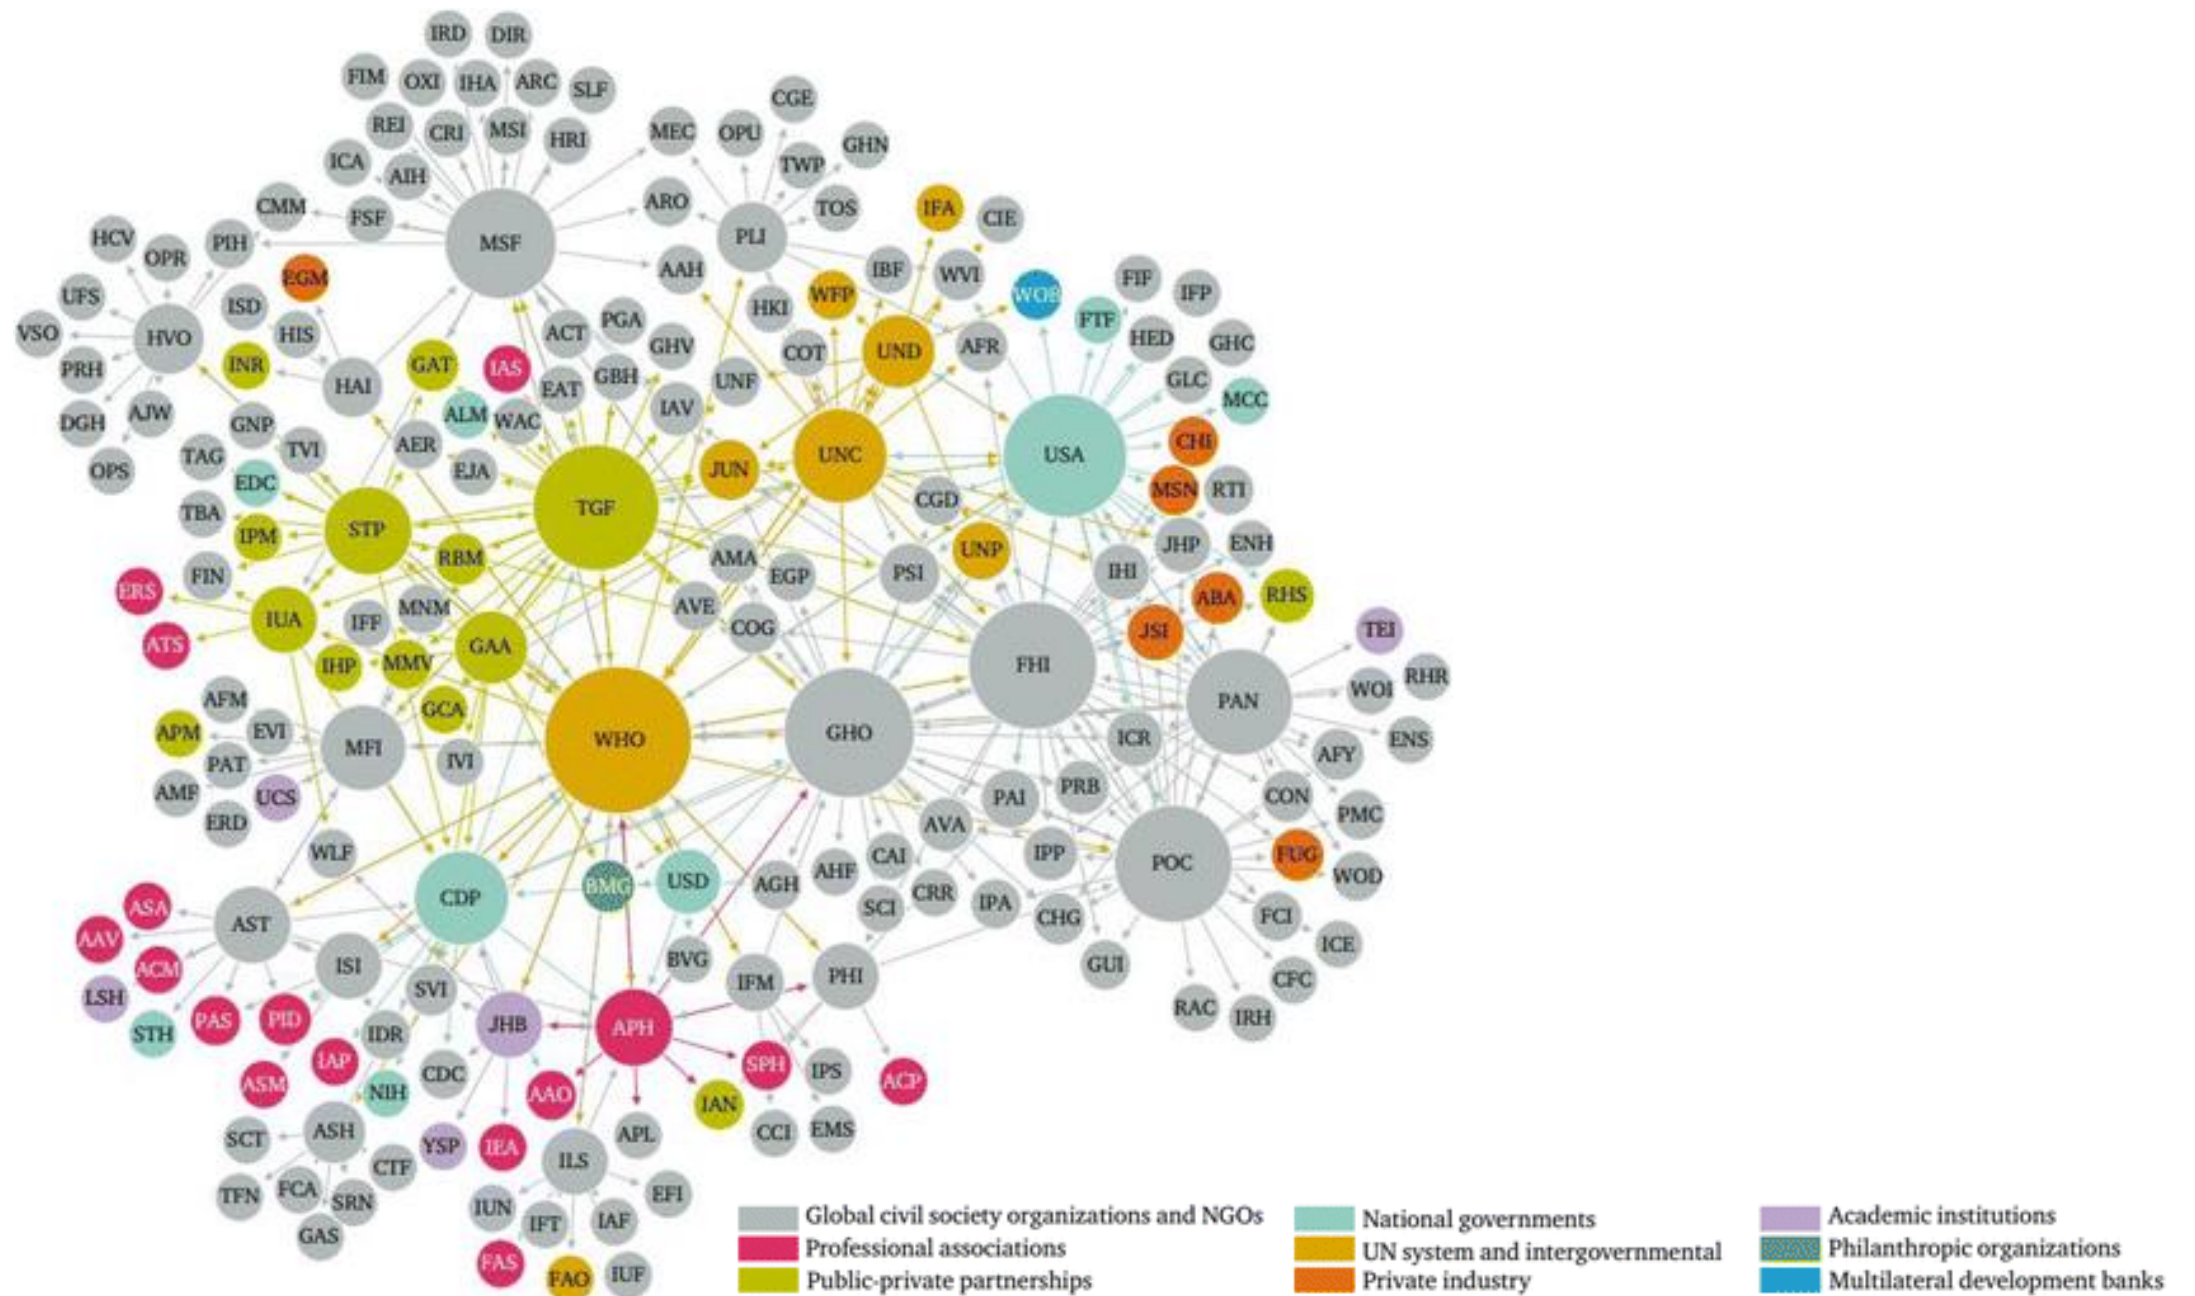 IRD DIR
FIM OXI IHA ARC SLF
CGE
REI CRI MSI HRI MEC OPU GHN
ICA AIH TWP
CMM FSF ARO TOS IFA CIE
HCV OPR PIH MSF PLI
EGM AAH IBF WVI
UFS ISD HKI WFP WOB FIF IFP
VSO HVO HIS ACT PGA GHV COT UND AFR FTF HED GHC
PRH INR HAI GAT IAS EAT GBH UNF GLC MCC
DGH AJW GNP ALM WAC IAV
OPS TAG TVI AER EJA JUN UNC USA CHI
EDC CGD MSN RTI
TBA IPM STP TGF
RBM AMA UNP JHP ENH
FIN EGP PSI IHI
ERS IUA IFF MNM AVE ABA RHS
ATS IHP MMV GAA COG FHI JSI TEI
AFM GCA PAN WOI RHR
APM EVI MFI IVI WHO GHO ICR AFY ENS
PAT
AMF UCS PAI PRB CON PMC
ERD AVA
WLF CAI IPP POC FUG
CDP BMG USD AGH AHF WOD
ASA AST SCI CRR IPA CHG FCI
AAV ICE
ACM ISI BVG IFM PHI GUI CFC
LSH SVI
STH PAS PID IDR JHB APH RAC IRH
ASM IAP NIH CDC AAO SPH IPS ACP
IAN
SCT ASH YSP IEA APL CCI EMS
CTF ILS
TFN FCA SRN IUN IFT IAF EFI
GAS
FAS FAO IUF
Global civil society organizations and NGOs
Professional associations
Public-private partnerships
National governments
UN system and intergovernmental
Private industry
Academic institutions
Philanthropic organizations
Multilateral development banks